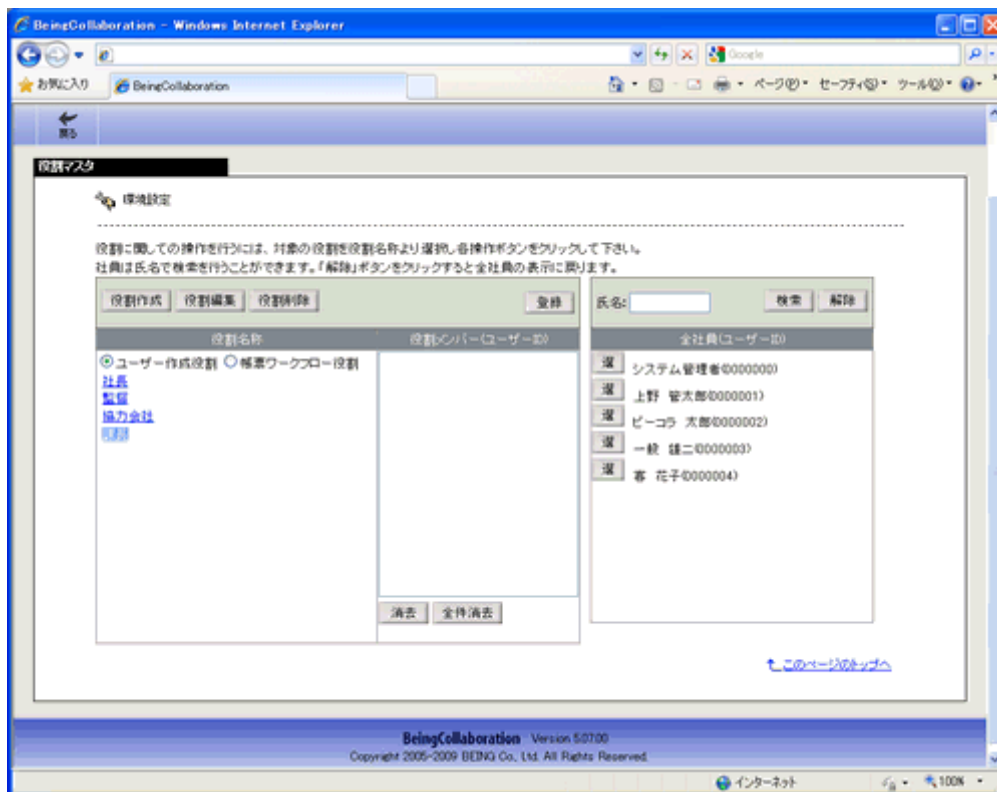 BeingCollaboration - Windows Internet Explorer
Google
お気に入り
BeingCollaboration
ページ(P)
セーフティ(S)
ツール(O)
戻る
役割マスタ
環境設定
役割に関しての操作を行うには、対象の役割を役割名称より選択し各操作ボタンをクリックして下さい。
社員は氏名で検索を行うことができます。「解除」ボタンをクリックすると全社員の表示に戻ります。
役割作成 役割編集 役割削除 登録
氏名: 検索 解除
役割名称 役割メンバー(ユーザーID) 全社員(ユーザーID)
ユーザー作成役割 帳票ワークフロー役割
社長
監督
協力会社
選 システム管理者(0000000)
選 上野 管太郎(0000001)
選 ビーコラ 太郎(0000002)
選 一般 雄二(0000003)
選 客 花子(0000004)
消去 全件消去
このページのトップへ
BeingCollaboration Version 5.07.00
Copyright 2005-2009 BEING Co., Ltd. All Rights Reserved.
インターネット
100%